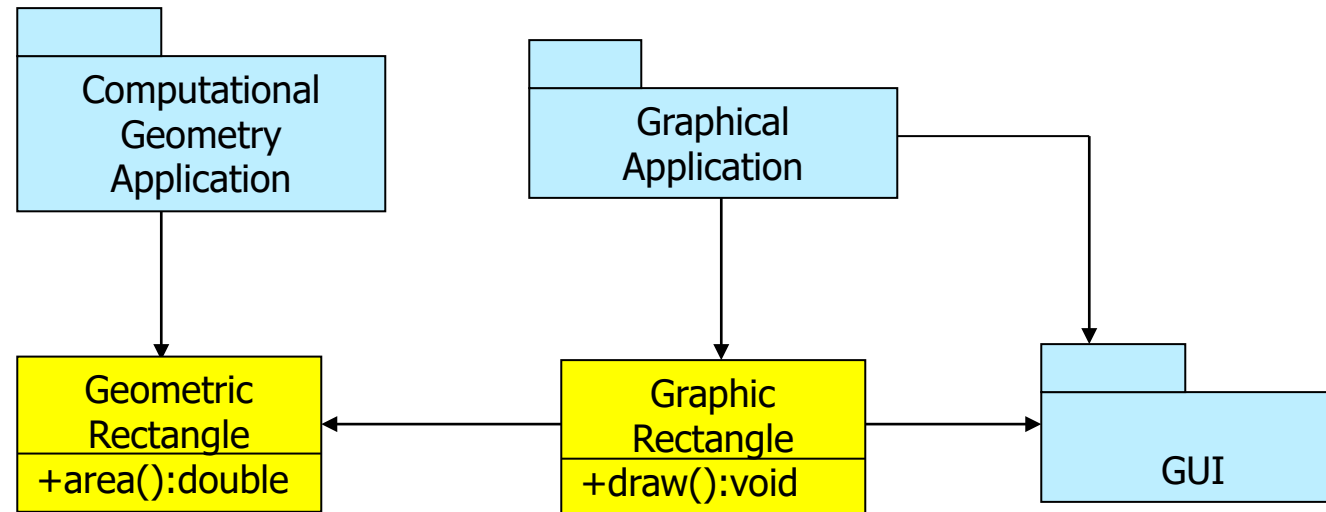 Computational
Geometry
Application
Graphical
Application
Geometric
Rectangle
+area():double
Graphic
Rectangle
+draw():void
GUI